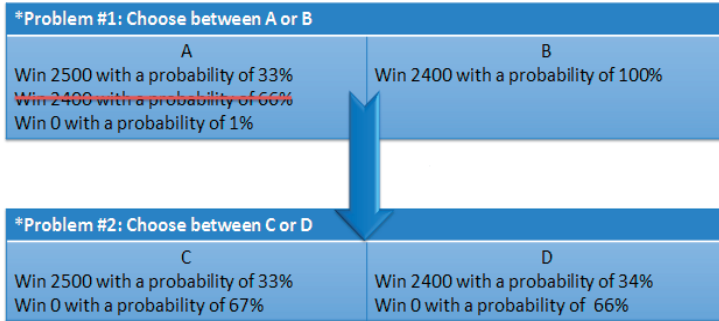 *Problem #1: Choose between A or B
A
Win 2500 with a probability of 33%
Win 2400 with a probability of 66%
Win 0 with a probability of 1%
B
Win 2400 with a probability of 100%
*Problem #2: Choose between C or D
C
Win 2500 with a probability of 33%
Win 0 with a probability of 67%
D
Win 2400 with a probability of 34%
Win 0 with a probability of  66%